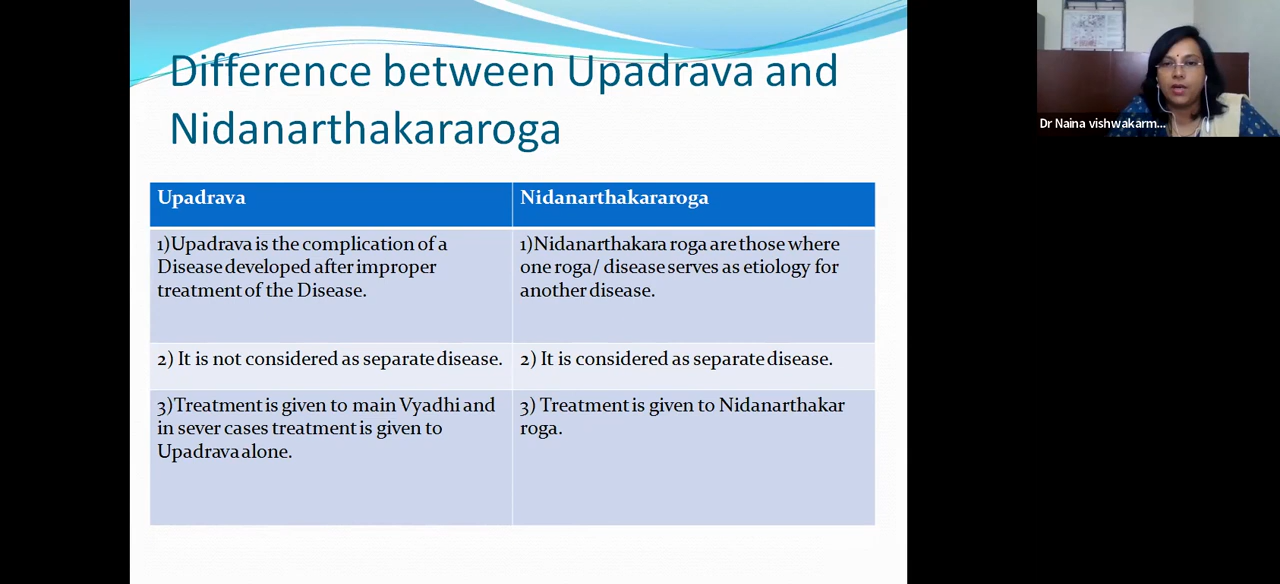 Difference between Upadrava and
Nidanarthakararoga
Upadrava
Nidanarthakararoga
1)Upadrava is the complication of a
Disease developed after improper
treatment of the Disease.
1)Nidanarthakara roga are those where
one roga/ disease serves as etiology for
another disease.
2) It is not considered as separate disease.
2) It is considered as separate disease.
3)Treatment is given to main Vyadhi and
in sever cases treatment is given to
Upadrava alone.
3) Treatment is given to Nidanarthakar
roga.
Dr Naina vishwakarm...